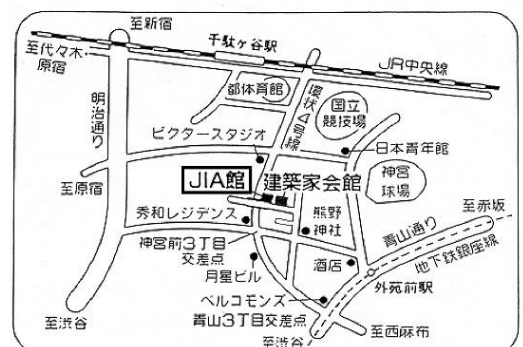 至新宿
千駄ヶ谷駅
至代々木・
原宿
JR中央線
都体育館
環状4号線
国立
競技場
明治通り
ビクタースタジオ
日本青年館
JIA館
建築家会館
神宮
球場
至原宿
至赤坂
秀和レジデンス
熊野
神社
青山通り
地下鉄銀座線
神宮前3丁目
交差点
酒店
月星ビル
外苑前駅
ベルコモンズ
青山3丁目交差点
至西麻布
至渋谷
至渋谷